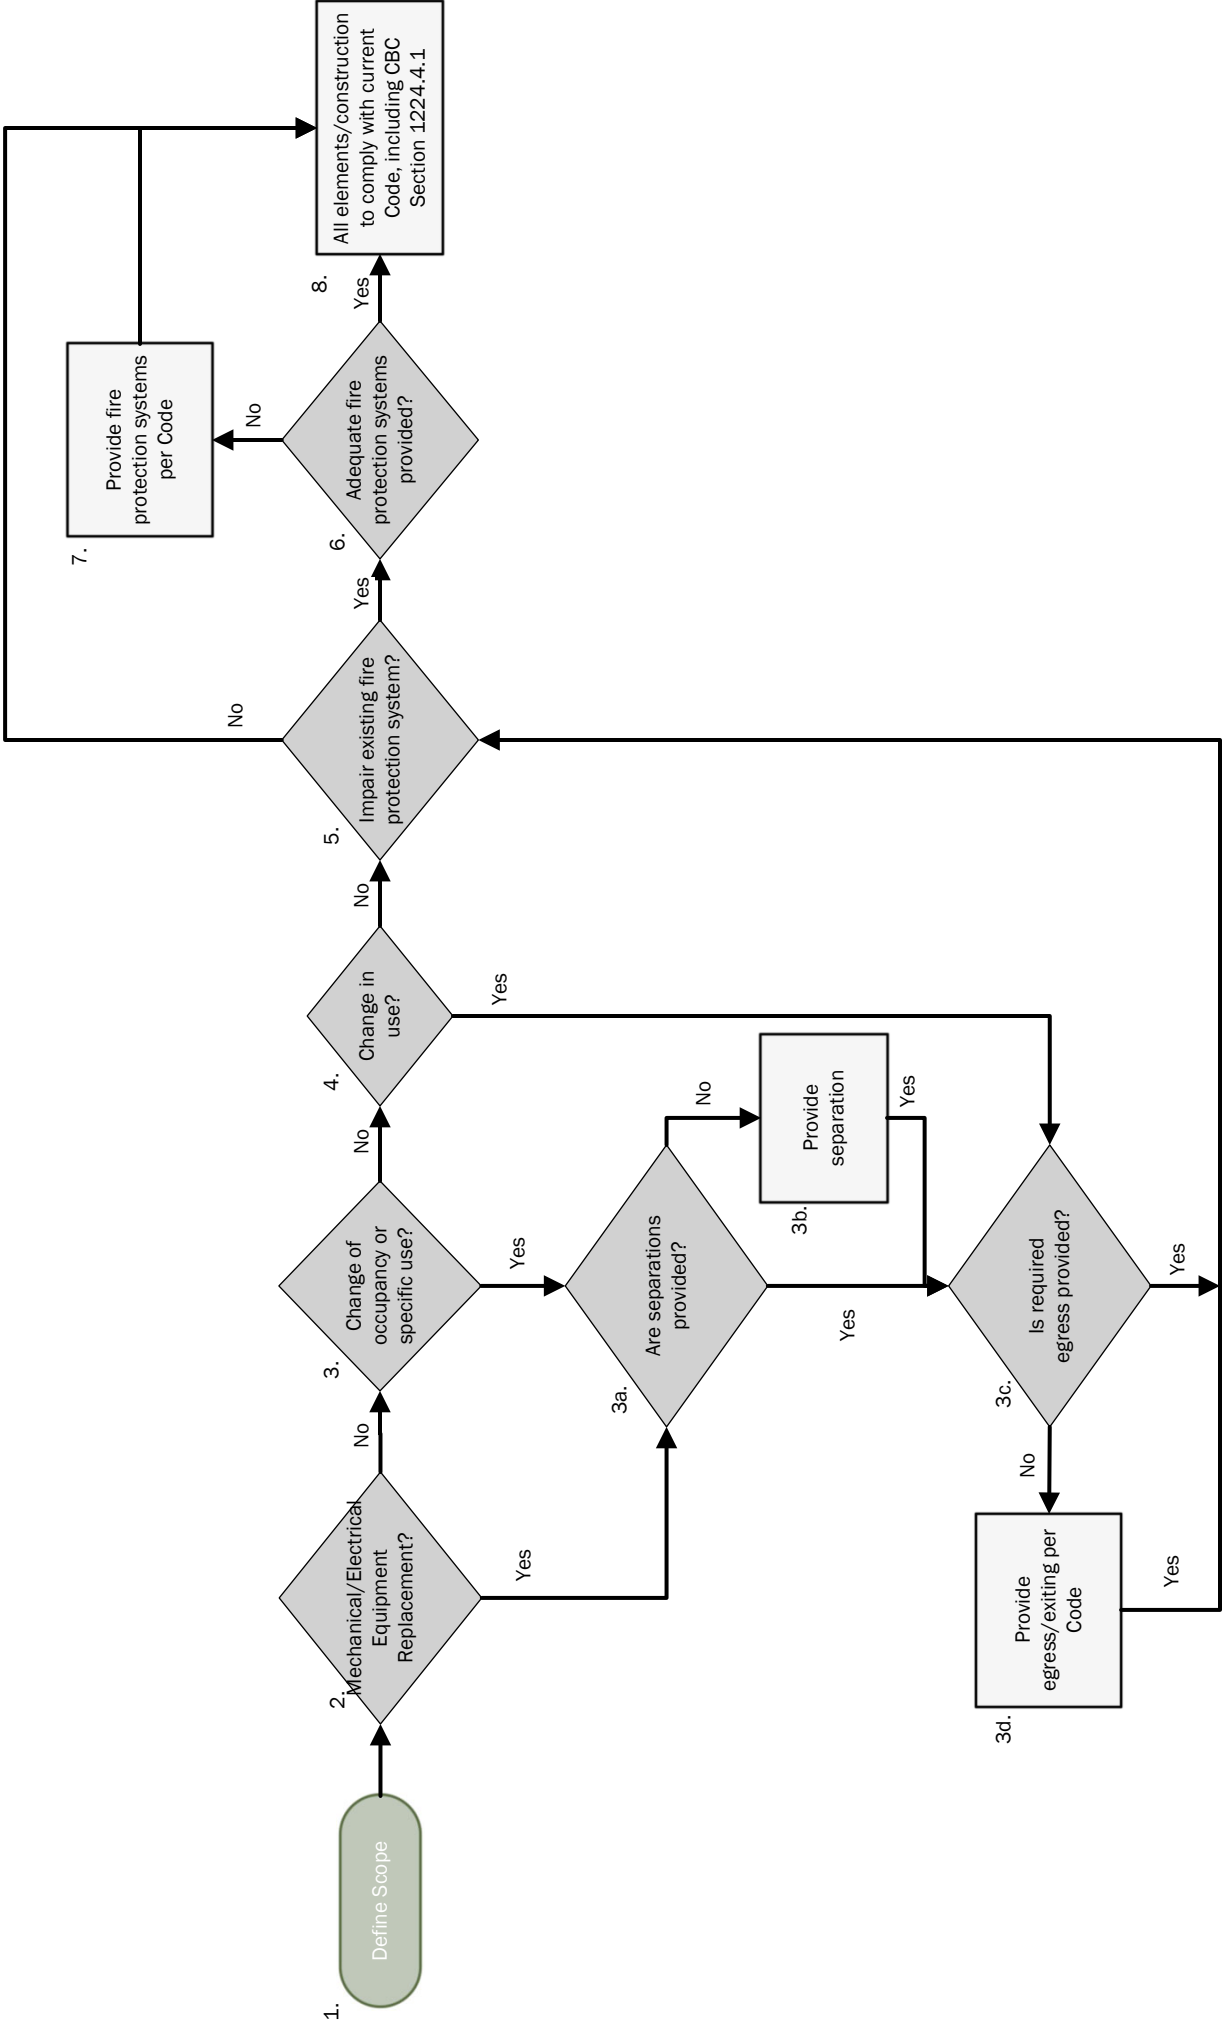 1.
Define Scope
2.
Mechanical/Electrical
Equipment
Replacement?
No
Yes
3.
Change of
occupancy or
specific use?
No
Yes
3a.
Are separations
provided?
No
Yes
3b.
Provide
separation
Yes
3c.
Is required
egress provided?
No
Yes
3d.
Provide
egress/exiting per
Code
Yes
4.
Change in
use?
No
Yes
5.
Impair existing fire
protection system?
No
Yes
6.
Adequate fire
protection systems
provided?
No
Yes
7.
Provide fire
protection systems
per Code
8.
All elements/construction
to comply with current
Code, including CBC
Section 1224.4.1